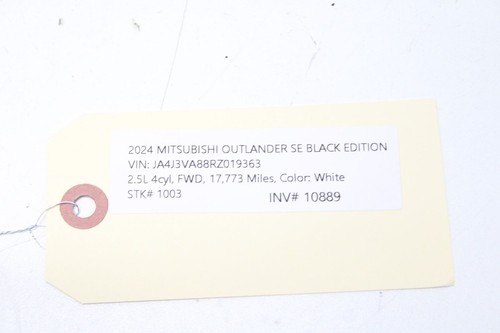 2024 MITSUBISHI OUTLANDER SE BLACK EDITION
VIN: JA4J3VA88RZ019363
2.5L 4cyl, FWD, 17,773 Miles, Color: White
STK# 1003 INV# 10889